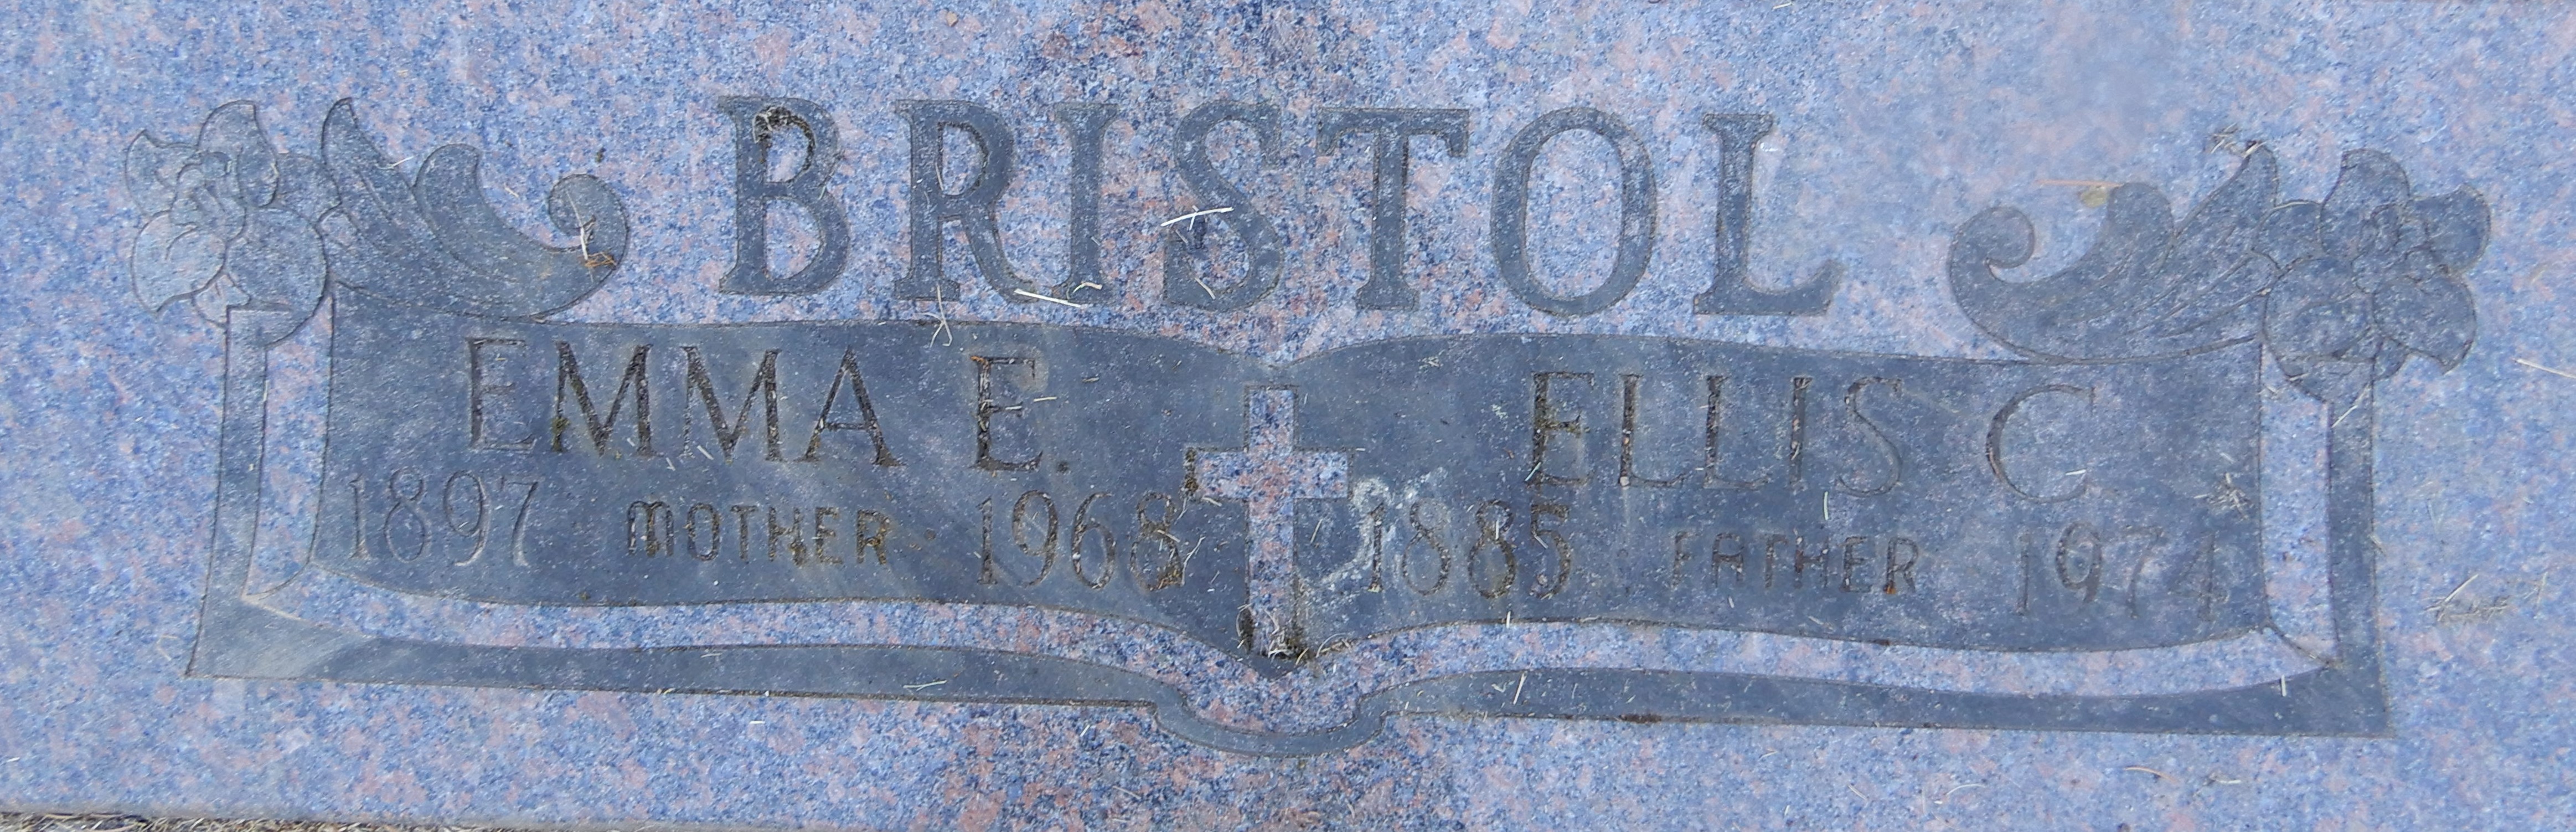 BRISTOL
EMMA E.
1897 MOTHER 1968
ELLIS C
1885 FATHER 1974